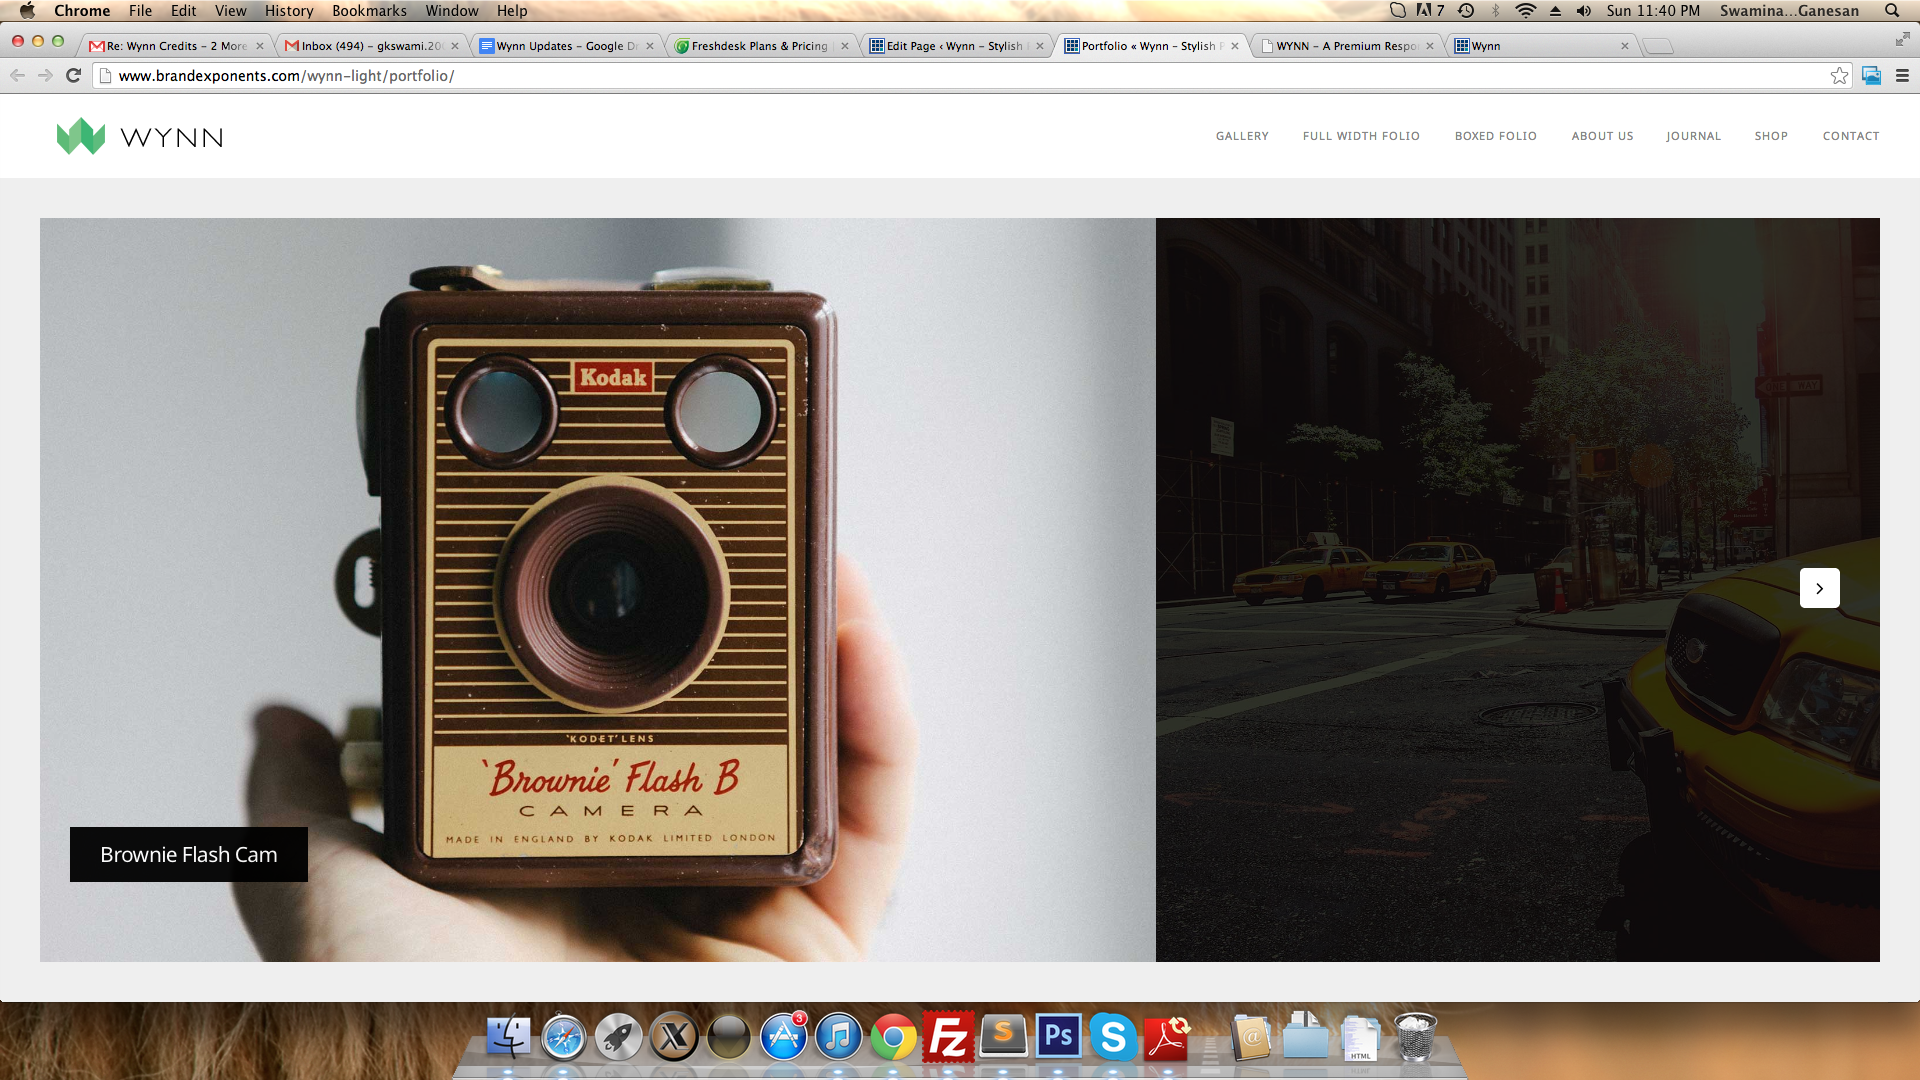 Chrome File Edit View History Bookmarks Window Help 7 Sun 11:40 PM Swamina...Ganesan
Re: Wynn Credits – 2 More
Inbox (494) – gkswami.20
Wynn Updates – Google Dr
Freshdesk Plans & Pricing
Edit Page ‹ Wynn – Stylish
Portfolio « Wynn – Stylish P
WYNN – A Premium Respo
Wynn
www.brandexponents.com/wynn-light/portfolio/
WYNN
GALLERY FULL WIDTH FOLIO BOXED FOLIO ABOUT US JOURNAL SHOP CONTACT
Kodak
'KODET' LENS
'Brownie' Flash B
CAMERA
MADE IN ENGLAND BY KODAK LIMITED LONDON
Brownie Flash Cam
3
X
Fz
S
Ps
S
@
HTML